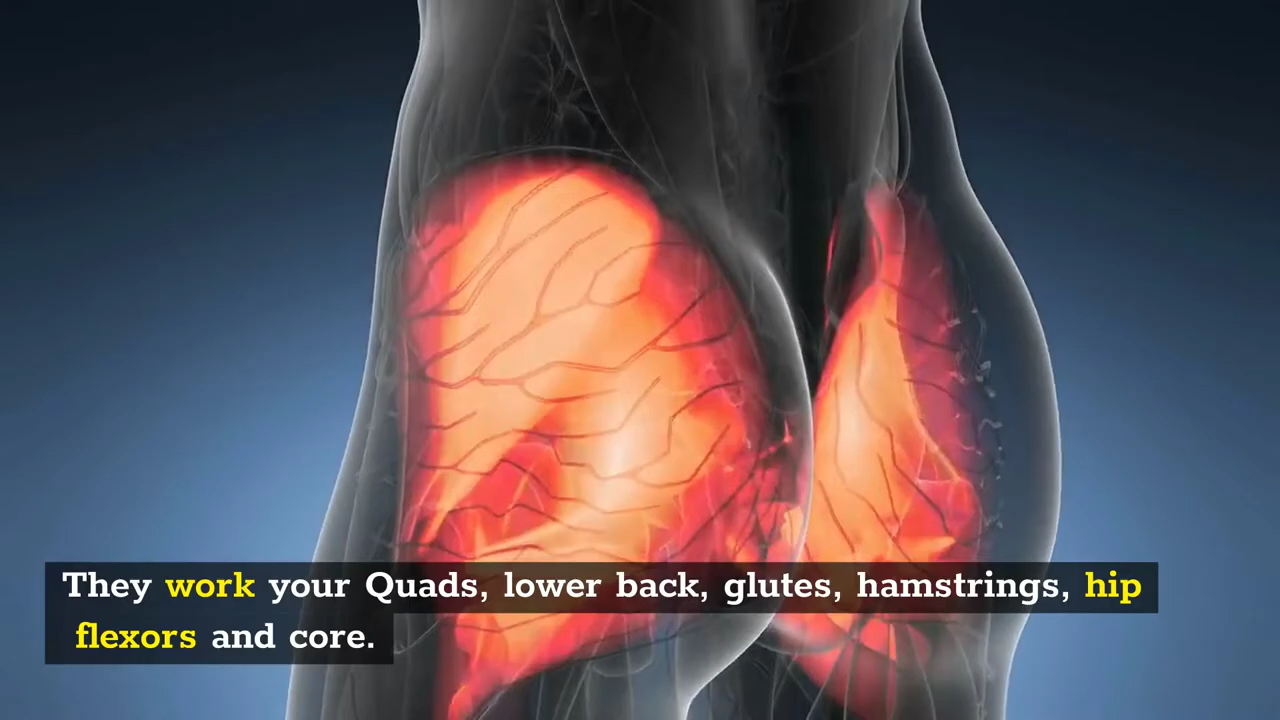 They work your Quads, lower back, glutes, hamstrings, hip
flexors and core.